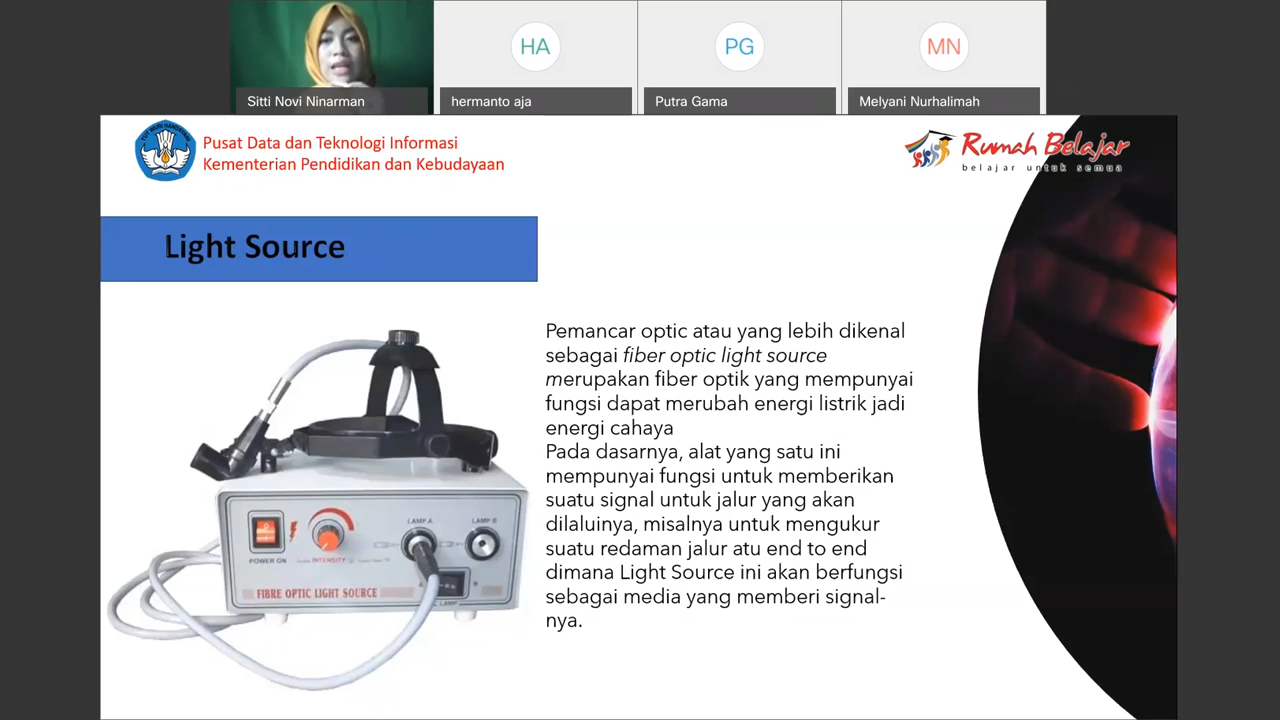 HA
PG
MN
Sitti Novi Ninarman
hermanto aja
Putra Gama
Melyani Nurhalimah
Pusat Data dan Teknologi Informasi
Kementerian Pendidikan dan Kebudayaan
Rumah Belajar
belajar untuk semua
Light Source
Pemancar optic atau yang lebih dikenal
sebagai fiber optic light source
merupakan fiber optik yang mempunyai
fungsi dapat merubah energi listrik jadi
energi cahaya
Pada dasarnya, alat yang satu ini
mempunyai fungsi untuk memberikan
suatu signal untuk jalur yang akan
dilaluinya, misalnya untuk mengukur
suatu redaman jalur atu end to end
dimana Light Source ini akan berfungsi
sebagai media yang memberi signal-
nya.
LAMP A
LAMP B
POWER ON
INTENSITY
FIBRE OPTIC LIGHT SOURCE
LAMP